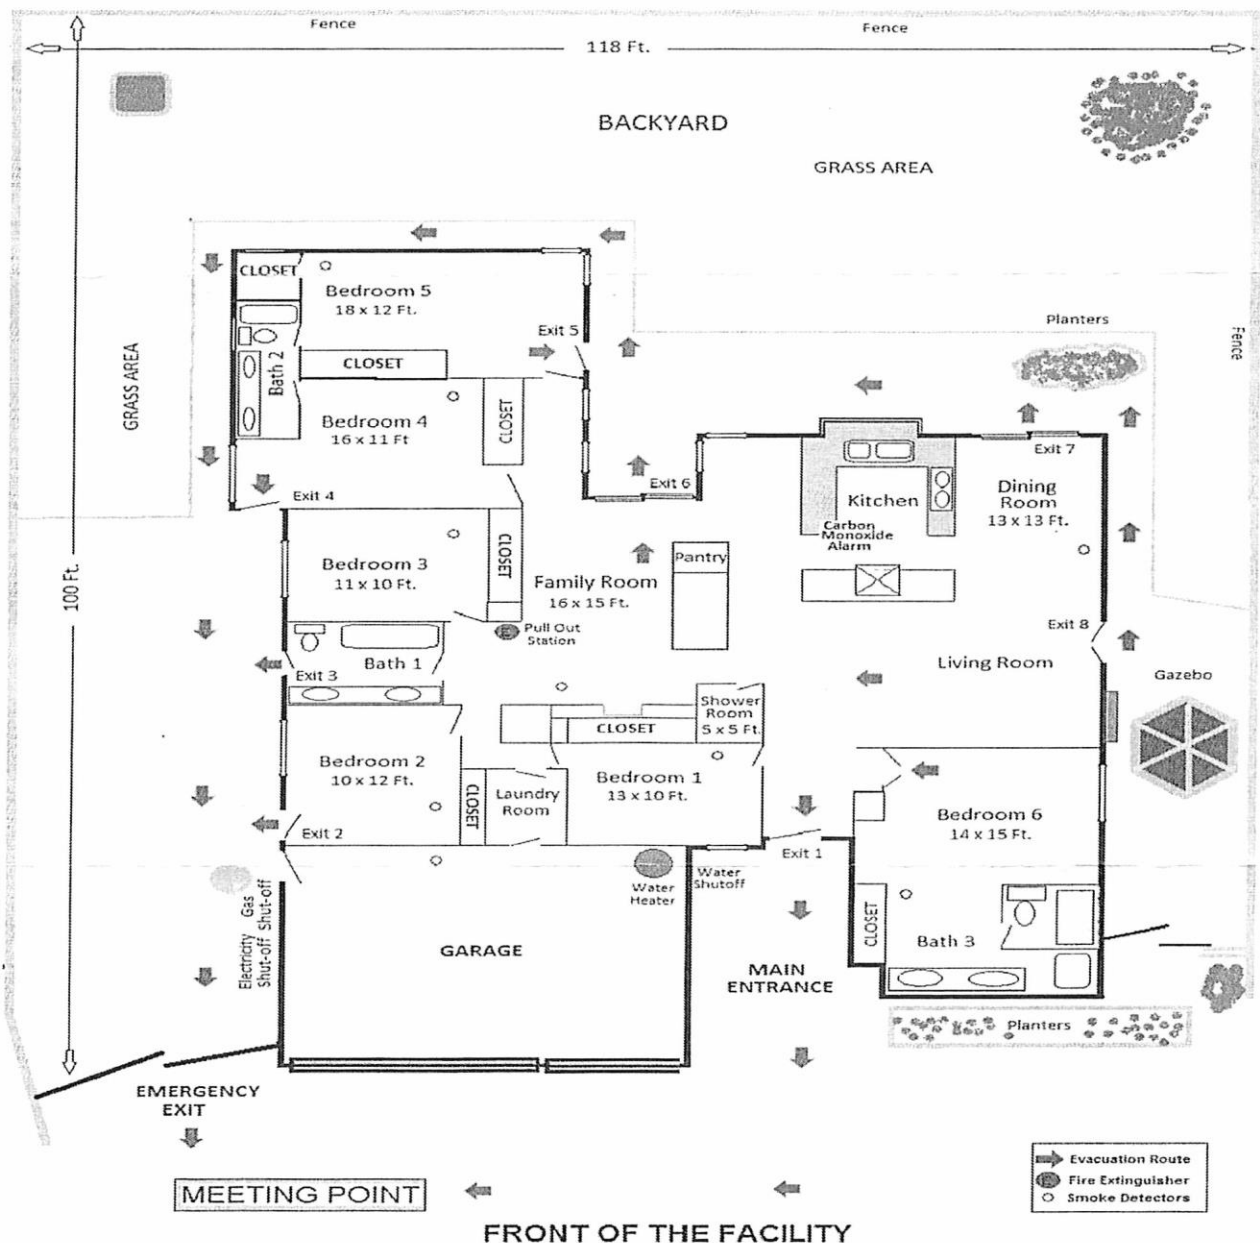 Fence
Fence
118 Ft.
BACKYARD
GRASS AREA
CLOSET
Bedroom 5
18 x 12 Ft.
Exit 5
Planters
Fence
GRASS AREA
Bath 2
CLOSET
Bedroom 4
16 x 11 Ft
CLOSET
Exit 4
Exit 6
Exit 7
Kitchen
Carbon
Monoxide
Alarm
Dining
Room
13 x 13 Ft.
100 Ft.
Bedroom 3
11 x 10 Ft.
CLOSET
Family Room
16 x 15 Ft.
Pantry
Pull Out
Station
Exit 8
Bath 1
Exit 3
Living Room
Gazebo
Shower
Room
5 x 5 Ft.
CLOSET
Bedroom 2
10 x 12 Ft.
CLOSET
Laundry
Room
Bedroom 1
13 x 10 Ft.
Bedroom 6
14 x 15 Ft.
Exit 2
Exit 1
Water
Heater
Water
Shutoff
Electricity
Shut-off
Gas
Shut-off
GARAGE
MAIN
ENTRANCE
CLOSET
Bath 3
Planters
EMERGENCY
EXIT
MEETING POINT
Evacuation Route
Fire Extinguisher
Smoke Detectors
FRONT OF THE FACILITY